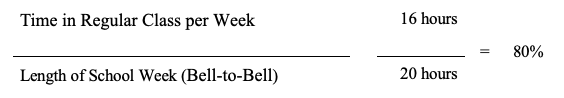 Time in Regular Class per Week 16 hours
= 80%
Length of School Week (Bell-to-Bell) 20 hours